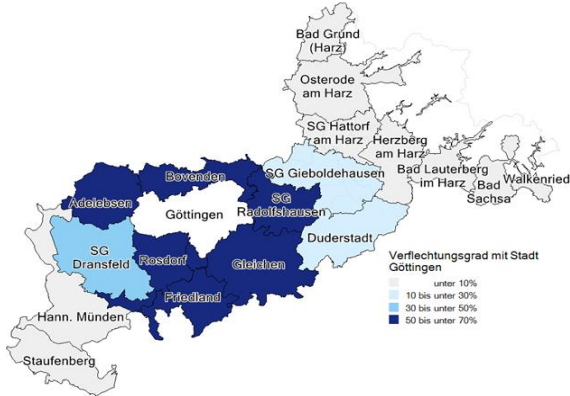 Bad Grund
(Harz)
Osterode
am Harz
SG Hattorf
am Harz
Herzberg
am Harz
Bad Lauterberg
im Harz
Bad
Sachsa
Walkenried
SG Gieboldehausen
Bovenden
Adelebsen
Göttingen
SG
Radolfshausen
Duderstadt
SG
Dransfeld
Rosdorf
Gleichen
Friedland
Hann. Münden
Staufenberg
Verflechtungsgrad mit Stadt
Göttingen
unter 10%
10 bis unter 30%
30 bis unter 50%
50 bis unter 70%